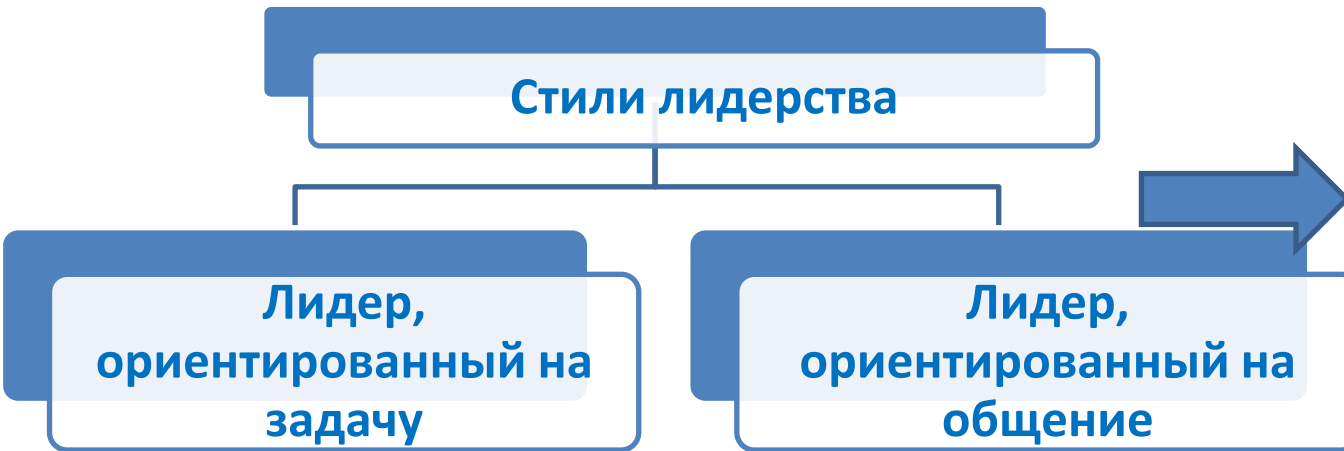 Стили лидерства
Лидер,
ориентированный на
задачу
Лидер,
ориентированный на
общение